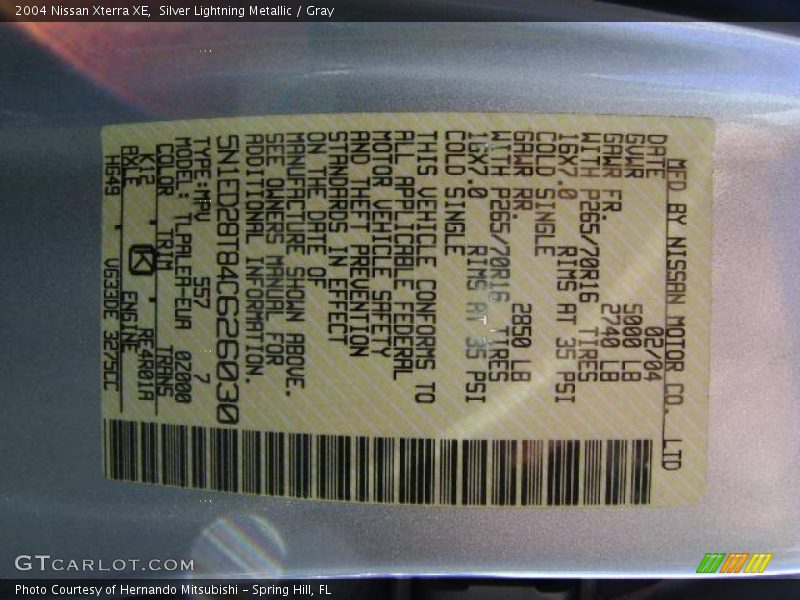 2004 Nissan Xterra XE,  Silver Lightning Metallic / Gray
MFD BY NISSAN MOTOR CO. LTD
DATE 02/04
GVWR 5000 LB
GAWR FR. 2740 LB
WITH P265/70R16 TIRES
16X7.0 RIMS AT 35 PSI
COLD SINGLE
GAWR RR. 2850 LB
WITH P265/70R16 TIRES
16X7.0 RIMS AT 35 PSI
COLD SINGLE
THIS VEHICLE CONFORMS TO
ALL APPLICABLE FEDERAL
MOTOR VEHICLE SAFETY
AND THEFT PREVENTION
STANDARDS IN EFFECT
ON THE DATE OF
MANUFACTURE SHOWN ABOVE.
SEE OWNERS MANUAL FOR
ADDITIONAL INFORMATION.
5N1ED28T84C626030
TYPE:MPV 557 7
MODEL: TLPALEA-EUA 0Z000
COLOR TRIM TRANS
K12 K RE4R01A
AXLE ENGINE
HG4B VG33DE 3275CC
GTCARLOT.COM
Photo Courtesy of Hernando Mitsubishi - Spring Hill, FL